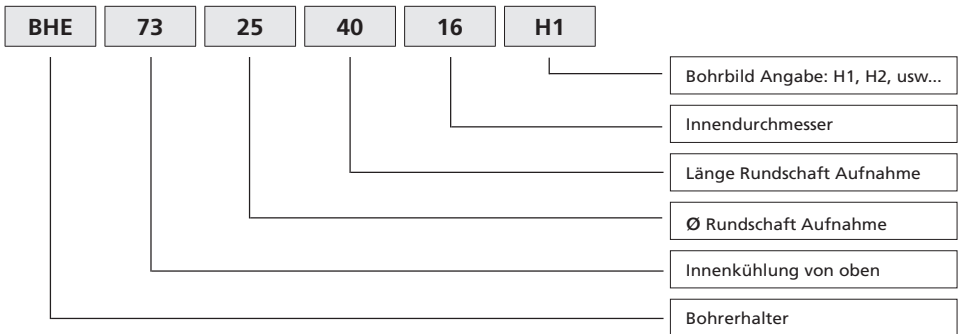 BHE 73 25 40 16 H1
Bohrbild Angabe: H1, H2, usw...
Innendurchmesser
Länge Rundschaft Aufnahme
Ø Rundschaft Aufnahme
Innenkühlung von oben
Bohrerhalter